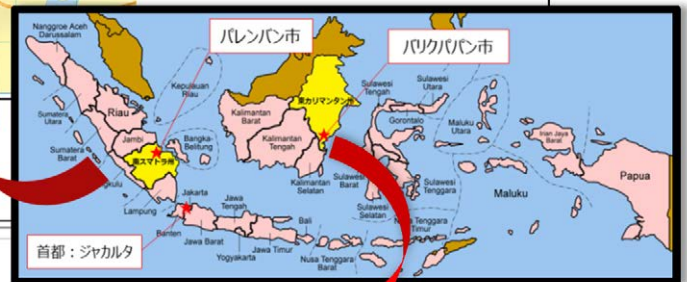 Nanggroe Aceh
Darussalam
パレンバン市
バリクパパン市
Sumatera
Utara
Kepulauan
Riau
Riau
東カリマンタン州
Sulawesi
Tengah
Sulawesi
Utara
Maluku
Utara
Gorontalo
Kalimantan
Barat
Kalimantan
Tengah
Irian Jaya
Barat
Sumatera
Barat
Jambi
Bangka-
Belitung
南スマトラ州
Papua
Lampung
Jakarta
Kalimantan
Selatan
Sulawesi
Barat
Sulawesi
Tenggara
Sulawesi
Selatan
Maluku
Jawa
Tengah
Bali
Nusa Tenggara
Timur
Banten
Jawa Barat
Yogyakarta
Jawa Timur
Nusa Tenggara
Barat
首都：ジャカルタ